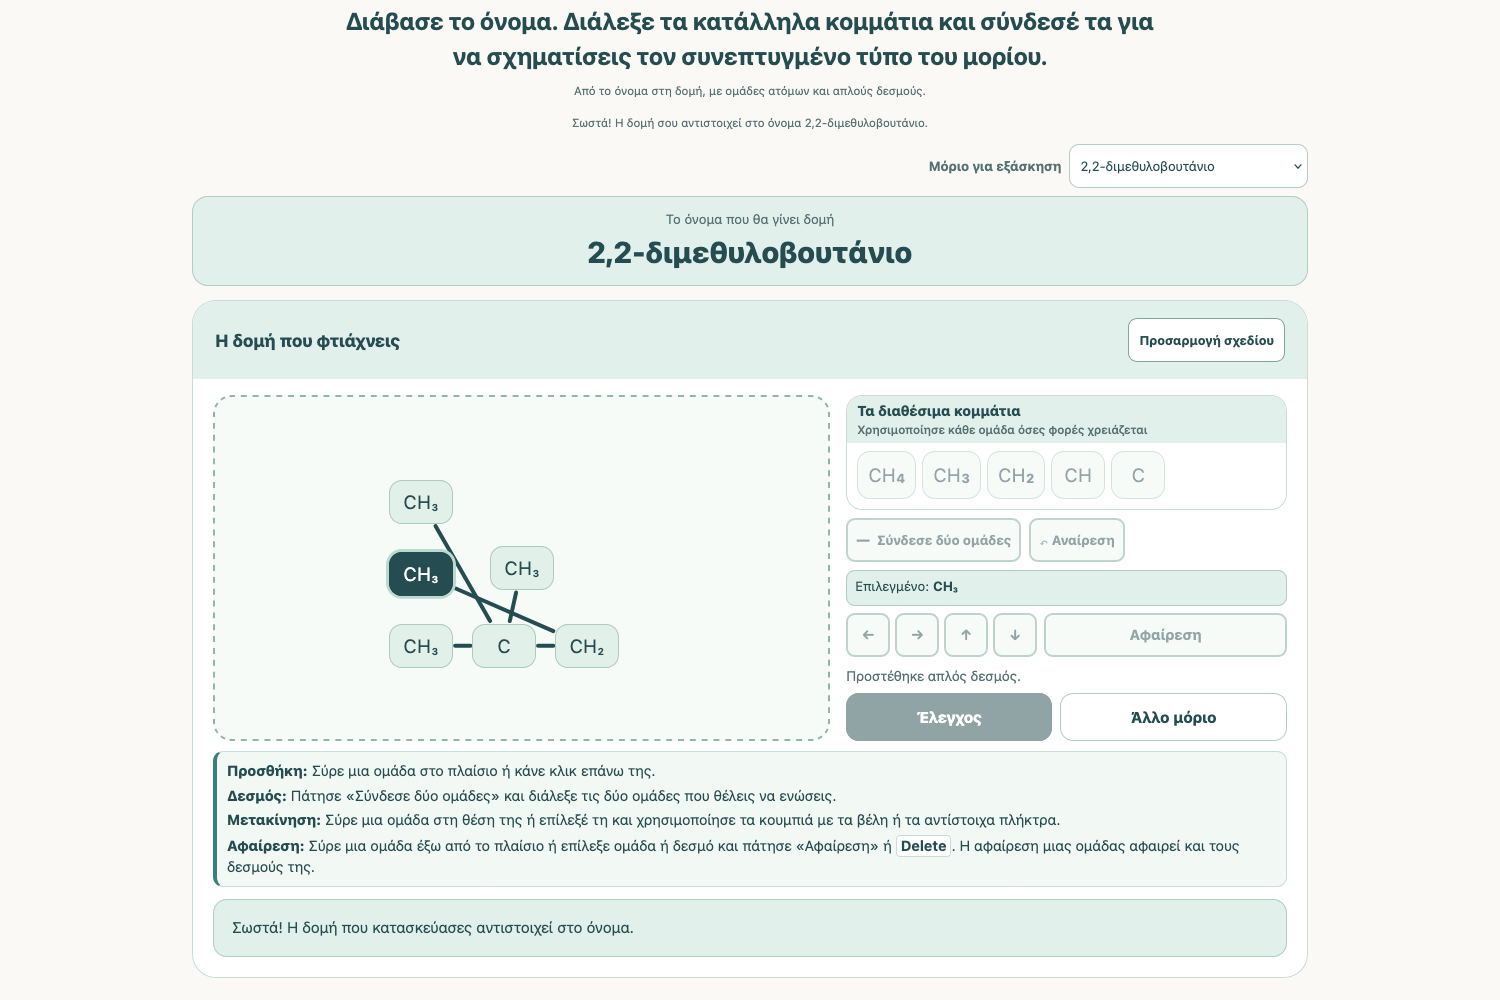 Διάβασε το όνομα. Διάλεξε τα κατάλληλα κομμάτια και σύνδεσέ τα για
να σχηματίσεις τον συνεπτυγμένο τύπο του μορίου.
Από το όνομα στη δομή, με ομάδες ατόμων και απλούς δεσμούς.
Σωστά! Η δομή σου αντιστοιχεί στο όνομα 2,2-διμεθυλοβουτάνιο.
Μόριο για εξάσκηση 2,2-διμεθυλοβουτάνιο
Το όνομα που θα γίνει δομή
2,2-διμεθυλοβουτάνιο
Η δομή που φτιάχνεις
Προσαρμογή σχεδίου
CH₃
CH₃ CH₃
CH₃ C CH₂
Τα διαθέσιμα κομμάτια
Χρησιμοποίησε κάθε ομάδα όσες φορές χρειάζεται
CH₄ CH₃ CH₂ CH C
— Σύνδεσε δύο ομάδες ↶ Αναίρεση
Επιλεγμένο: CH₃
← → ↑ ↓ Αφαίρεση
Προστέθηκε απλός δεσμός.
Έλεγχος Άλλο μόριο
Προσθήκη: Σύρε μια ομάδα στο πλαίσιο ή κάνε κλικ επάνω της.
Δεσμός: Πάτησε «Σύνδεσε δύο ομάδες» και διάλεξε τις δύο ομάδες που θέλεις να ενώσεις.
Μετακίνηση: Σύρε μια ομάδα στη θέση της ή επίλεξέ τη και χρησιμοποίησε τα κουμπιά με τα βέλη ή τα αντίστοιχα πλήκτρα.
Αφαίρεση: Σύρε μια ομάδα έξω από το πλαίσιο ή επίλεξε ομάδα ή δεσμό και πάτησε «Αφαίρεση» ή Delete. Η αφαίρεση μιας ομάδας αφαιρεί και τους
δεσμούς της.
Σωστά! Η δομή που κατασκεύασες αντιστοιχεί στο όνομα.